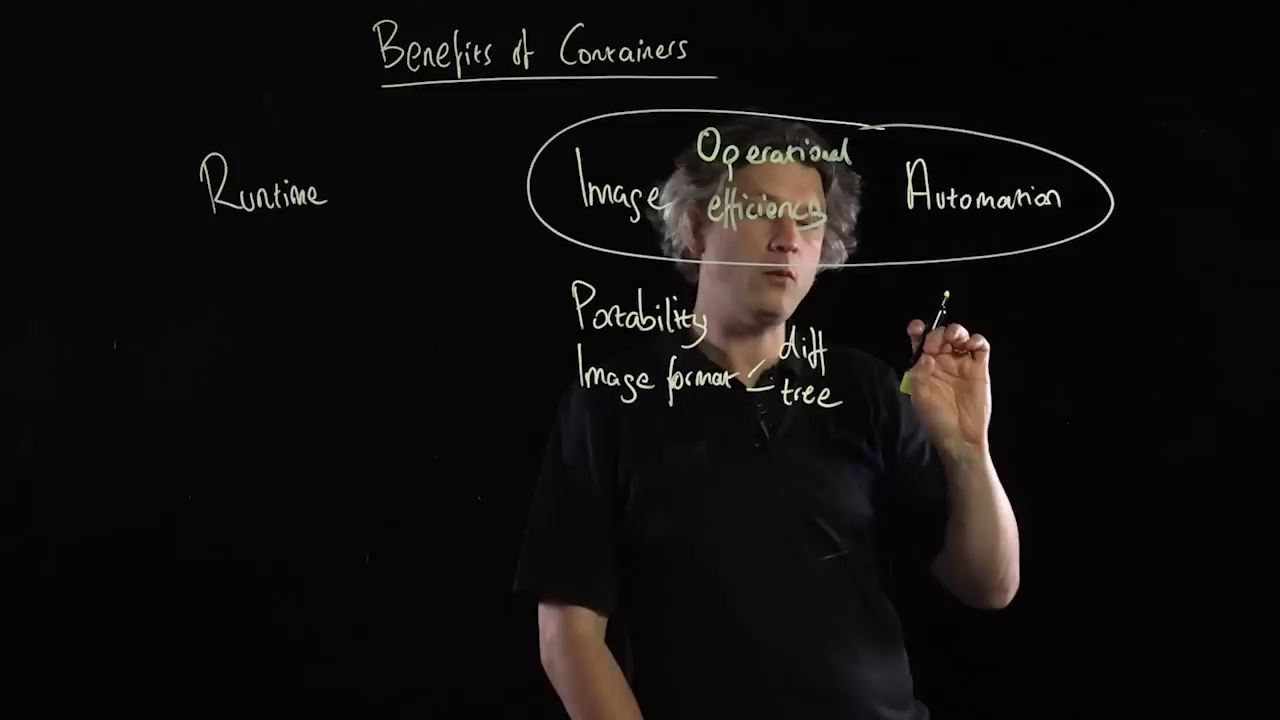 Benefits of Containers
Runtime
Image
Operational
efficiency
Automation
Portability
Image format
diff
tree